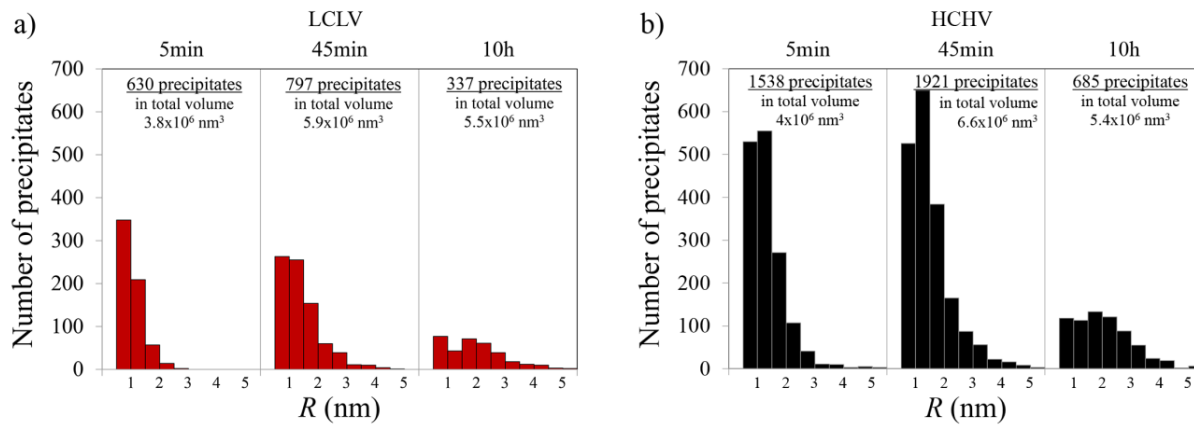 a)
LCLV
5min 45min 10h
Number of precipitates
700
600
500
400
300
200
100
0
630 precipitates
in total volume
3.8x10⁶ nm³
797 precipitates
in total volume
5.9x10⁶ nm³
337 precipitates
in total volume
5.5x10⁶ nm³
1 2 3 4 5 1 2 3 4 5 1 2 3 4 5
R (nm)
b)
HCHV
5min 45min 10h
Number of precipitates
700
600
500
400
300
200
100
0
1538 precipitates
in total volume
4x10⁶ nm³
1921 precipitates
in total volume
6.6x10⁶ nm³
685 precipitates
in total volume
5.4x10⁶ nm³
1 2 3 4 5 1 2 3 4 5 1 2 3 4 5
R (nm)